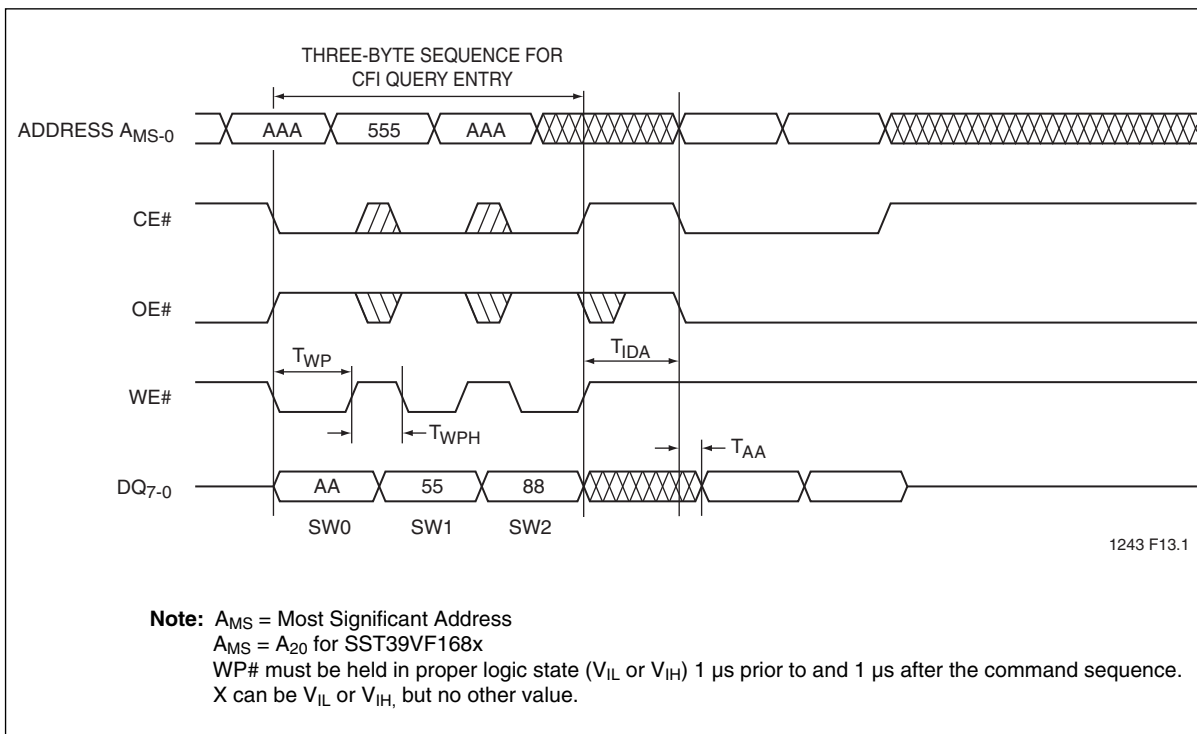 THREE-BYTE SEQUENCE FOR
CFI QUERY ENTRY
ADDRESS AMS-0
AAA
555
AAA
CE#
OE#
TWP
TIDA
WE#
TWPH
TAA
DQ7-0
AA
55
88
SW0
SW1
SW2
1243 F13.1
Note: AMS = Most Significant Address
AMS = A20 for SST39VF168x
WP# must be held in proper logic state (VIL or VIH) 1 µs prior to and 1 µs after the command sequence.
X can be VIL or VIH, but no other value.